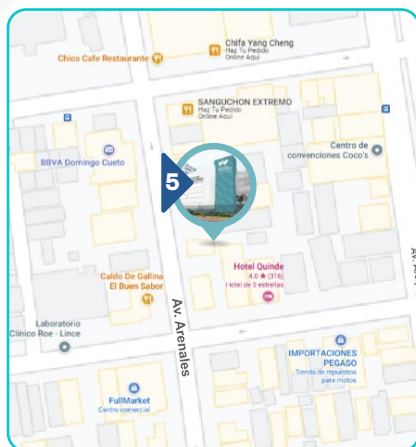 Chifa Yang Cheng
Haz Tu Pedido
Online Aquí
Chios Cafe Restaurante
SANGUCHON EXTREMO
Haz Tu Pedido
Online Aquí
BBVA Domingo Cueto
Centro de
convenciones Coco's
5
Hotel Quinde
4.0 ★ (316)
Hotel de 3 estrellas
Caldo De Gallina
El Buen Sabor
Av. Arenales
Laboratorio
Clínico Roe - Lince
IMPORTACIONES
PEGASO
Tienda de repuestos
para motos
FullMarket
Centro comercial